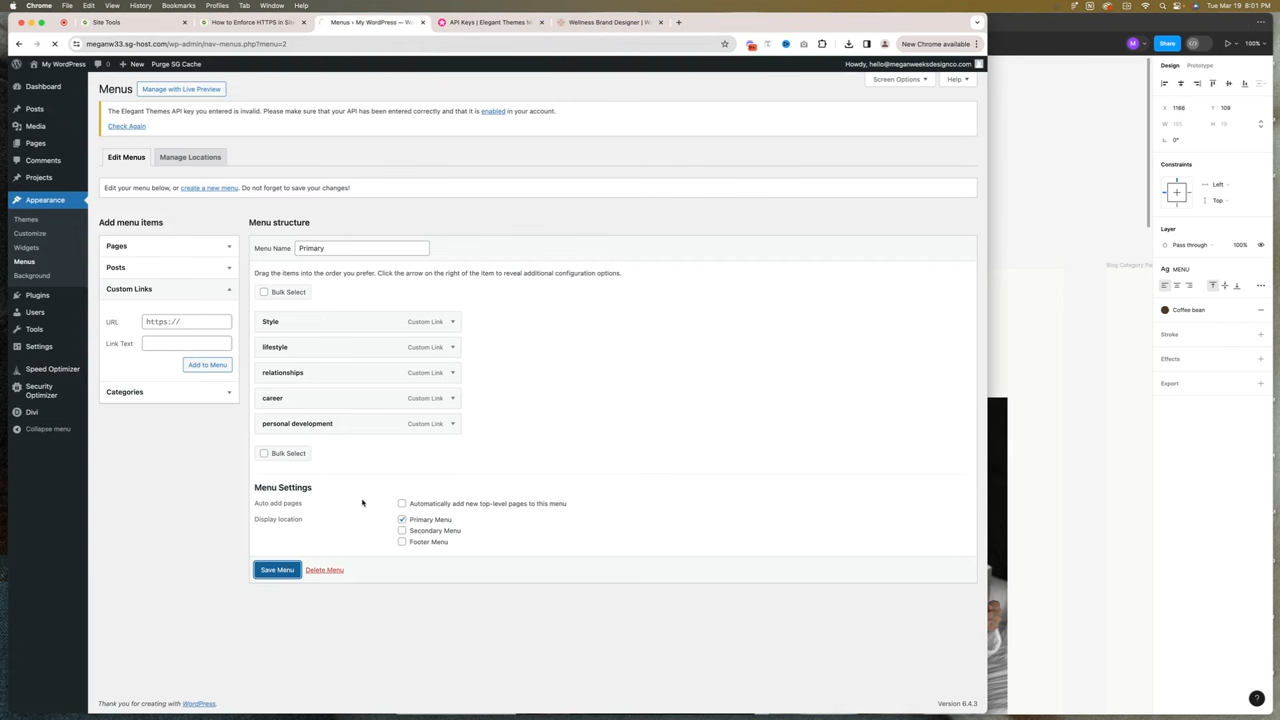 Chrome File Edit View History Bookmarks Profiles Tab Window Help
Tue Mar 19 8:01 PM
Site Tools
How to Enforce HTTPS in Sit
Menus ‹ My WordPress — W
API Keys | Elegant Themes M
Wellness Brand Designer | W
meganw33.sg-host.com/wp-admin/nav-menus.php?menu=2
New Chrome available
My WordPress 0 New Purge SG Cache
Howdy, hello@meganweeksdesignco.com
Dashboard
Posts
Media
Pages
Comments
Projects
Appearance
Themes
Customize
Widgets
Menus
Background
Plugins
Users
Tools
Settings
Speed Optimizer
Security
Optimizer
Divi
Collapse menu
Menus
Manage with Live Preview
Screen Options
Help
The Elegant Themes API key you entered is invalid. Please make sure that your API has been entered correctly and that it is enabled in your account.
Check Again
Edit Menus
Manage Locations
Edit your menu below, or create a new menu. Do not forget to save your changes!
Add menu items
Pages
Posts
Custom Links
URL https://
Link Text
Add to Menu
Categories
Menu structure
Menu Name Primary
Drag the items into the order you prefer. Click the arrow on the right of the item to reveal additional configuration options.
Bulk Select
Style Custom Link
lifestyle Custom Link
relationships Custom Link
career Custom Link
personal development Custom Link
Bulk Select
Menu Settings
Auto add pages
Automatically add new top-level pages to this menu
Display location
Primary Menu
Secondary Menu
Footer Menu
Save Menu
Delete Menu
Thank you for creating with WordPress.
Version 6.4.3
M
Share
100%
Design Prototype
X 1166 Y 109
W H 19
0°
Constraints
Left
Top
Layer
Pass through 100%
Ag MENU
Coffee bean
Stroke
Effects
Export
Blog Category Pa
?